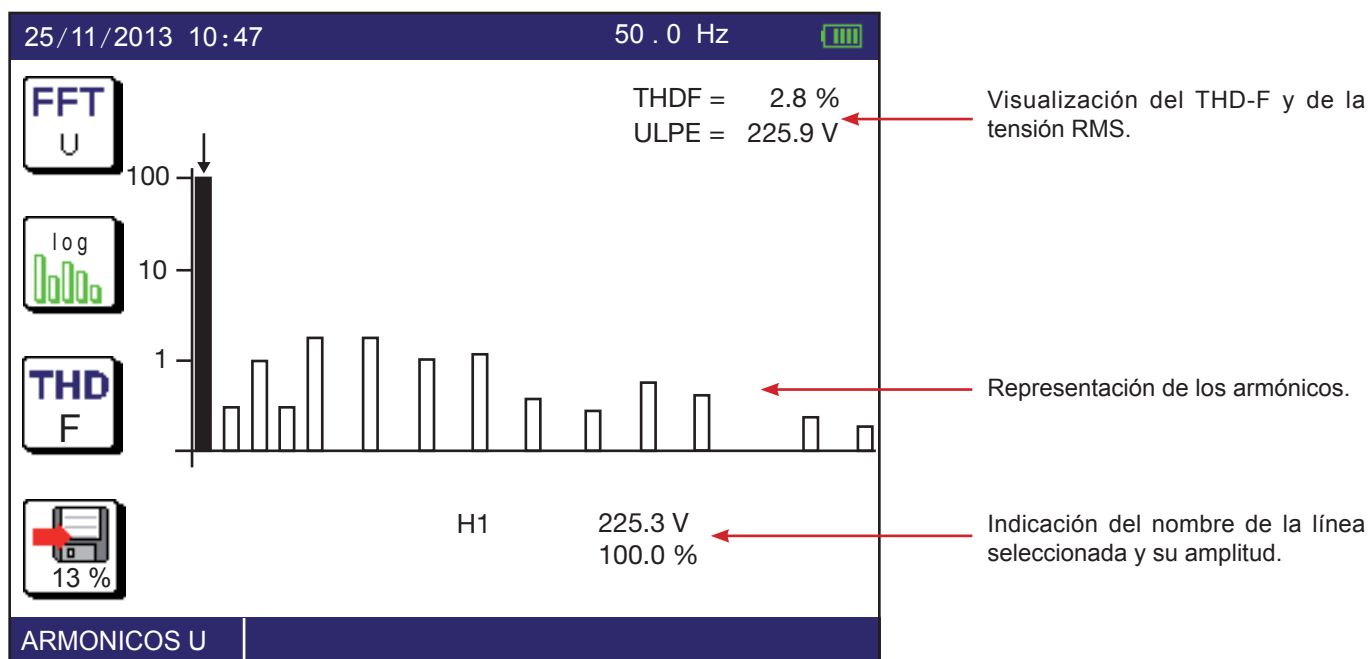 25/11/2013 10:47
50 . 0 Hz
FFT
U
THDF = 2.8 %
ULPE = 225.9 V
Visualización del THD-F y de la
tensión RMS.
100
log
10
1
THD
F
Representación de los armónicos.
H1 225.3 V
100.0 %
Indicación del nombre de la línea
seleccionada y su amplitud.
13 %
ARMONICOS U